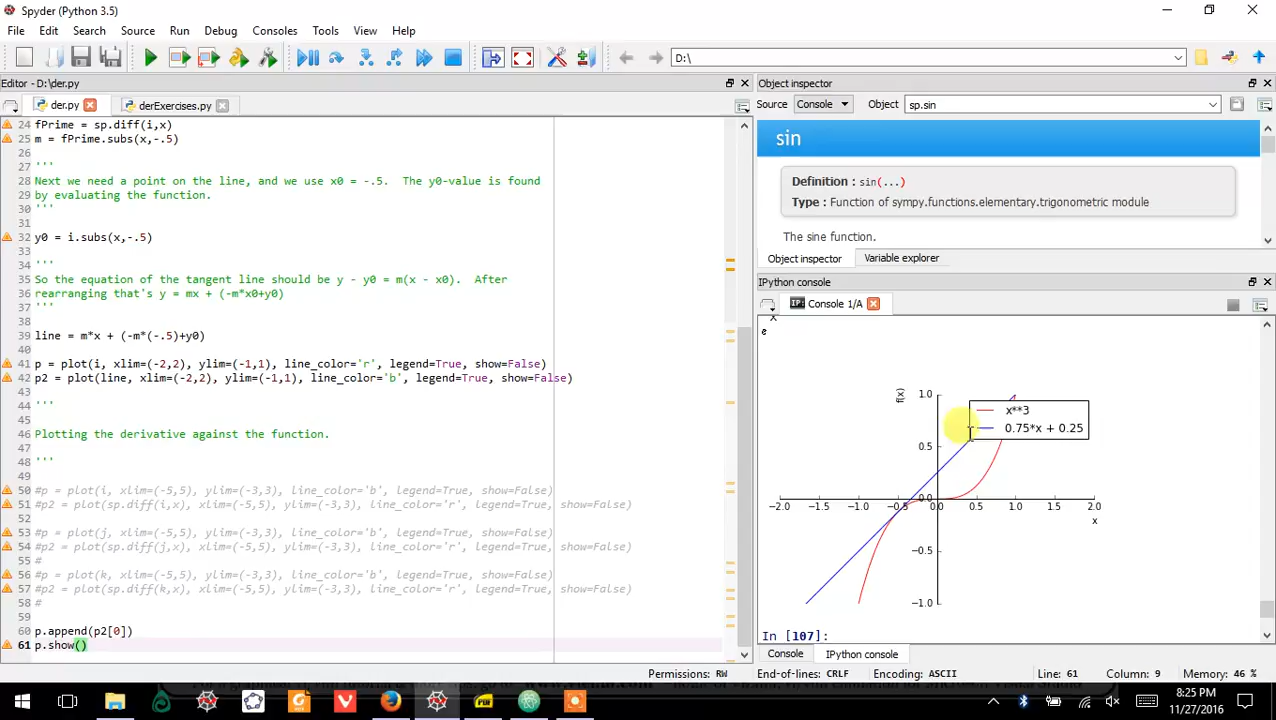 Spyder (Python 3.5)
File Edit Search Source Run Debug Consoles Tools View Help
D:\
Editor - D:\der.py
der.py derExercises.py
24 fPrime = sp.diff(i,x)
25 m = fPrime.subs(x,-.5)
26
27 '''
28 Next we need a point on the line, and we use x0 = -.5. The y0-value is found
29 by evaluating the function.
30 '''
31
32 y0 = i.subs(x,-.5)
33
34 '''
35 So the equation of the tangent line should be y - y0 = m(x - x0). After
36 rearranging that's y = mx + (-m*x0+y0)
37 '''
38
39 line = m*x + (-m*(-.5)+y0)
40
41 p = plot(i, xlim=(-2,2), ylim=(-1,1), line_color='r', legend=True, show=False)
42 p2 = plot(line, xlim=(-2,2), ylim=(-1,1), line_color='b', legend=True, show=False)
43
44 '''
45
46 Plotting the derivative against the function.
47
48 '''
49
50 #p = plot(i, xlim=(-5,5), ylim=(-3,3), line_color='b', legend=True, show=False)
51 #p2 = plot(sp.diff(i,x), xlim=(-5,5), ylim=(-3,3), line_color='r', legend=True, show=False)
52
53 #p = plot(j, xlim=(-5,5), ylim=(-3,3), line_color='b', legend=True, show=False)
54 #p2 = plot(sp.diff(j,x), xlim=(-5,5), ylim=(-3,3), line_color='r', legend=True, show=False)
55 #
56 #p = plot(k, xlim=(-5,5), ylim=(-3,3), line_color='b', legend=True, show=False)
57 #p2 = plot(sp.diff(k,x), xlim=(-5,5), ylim=(-3,3), line_color='r', legend=True, show=False)
58 #
59
60 p.append(p2[0])
61 p.show()
Object inspector
Source Console Object sp.sin
sin
Definition : sin(...)
Type : Function of sympy.functions.elementary.trigonometric module
The sine function.
Object inspector Variable explorer
IPython console
IP: Console 1/A
x
e
f(x)
1.0
x**3
0.75*x + 0.25
0.5
0.0
−2.0 −1.5 −1.0 −0.5 0.0 0.5 1.0 1.5 2.0
x
−0.5
−1.0
In [107]:
Console IPython console
Permissions: RW End-of-lines: CRLF Encoding: ASCII Line: 61 Column: 9 Memory: 46 %
PDF
8:25 PM
11/27/2016